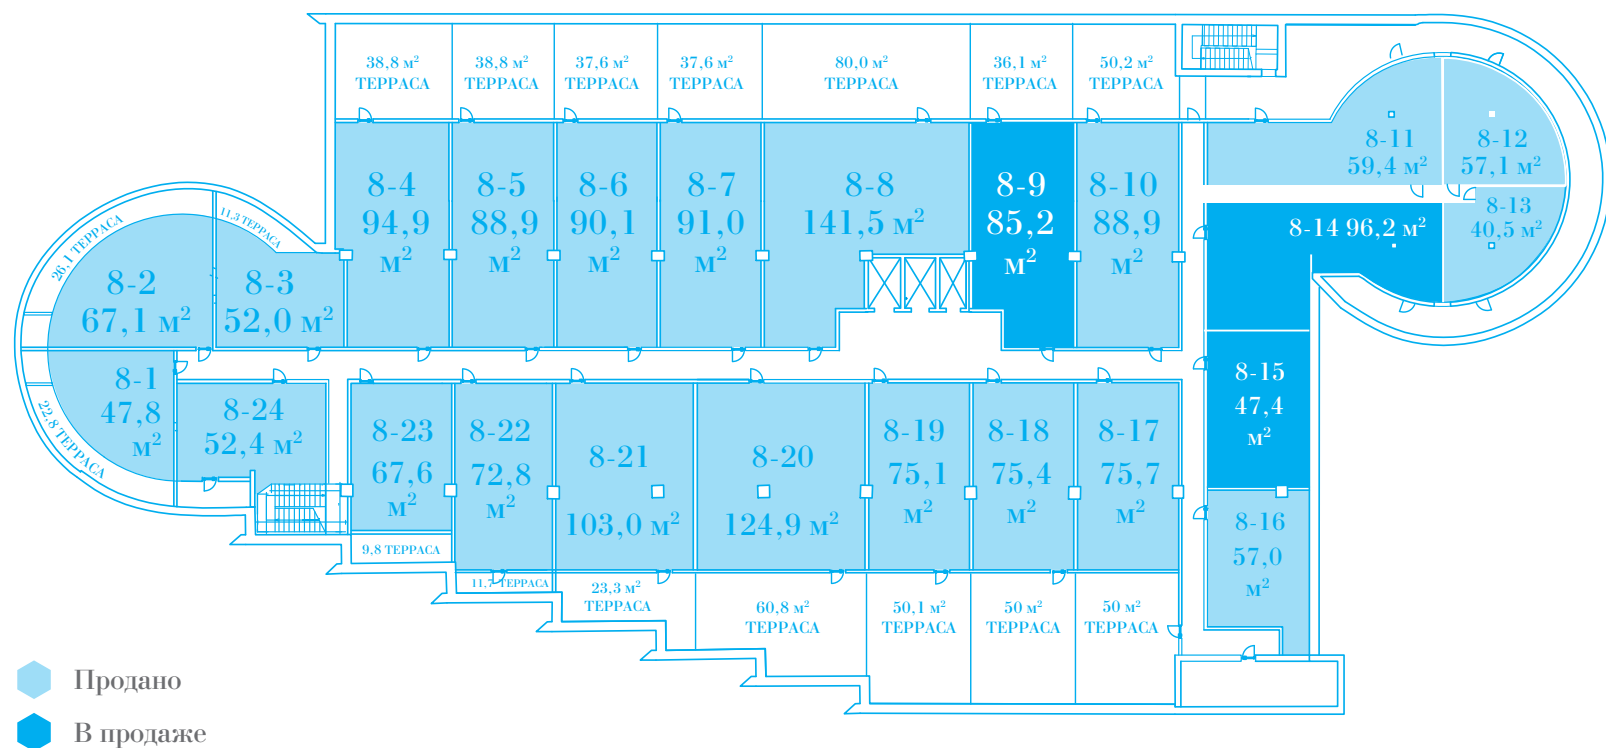 38,8 м²
ТЕРРАСА
38,8 м²
ТЕРРАСА
37,6 м²
ТЕРРАСА
37,6 м²
ТЕРРАСА
80,0 м²
ТЕРРАСА
36,1 м²
ТЕРРАСА
50,2 м²
ТЕРРАСА
8-11
59,4 м²
8-12
57,1 м²
8-4
94,9
м²
8-5
88,9
м²
8-6
90,1
м²
8-7
91,0
м²
8-8
141,5 м²
8-9
85,2
м²
8-10
88,9
м²
8-13
40,5 м²
8-14 96,2 м²
26,1 ТЕРРАСА
11,3 ТЕРРАСА
8-2
67,1 м²
8-3
52,0 м²
8-1
47,8
м²
22,8 ТЕРРАСА
8-24
52,4 м²
8-23
67,6
м²
8-22
72,8
м²
8-21
103,0 м²
8-20
124,9 м²
8-19
75,1
м²
8-18
75,4
м²
8-17
75,7
м²
8-15
47,4
м²
8-16
57,0
м²
9,8 ТЕРРАСА
11,7 ТЕРРАСА
23,3 м²
ТЕРРАСА
60,8 м²
ТЕРРАСА
50,1 м²
ТЕРРАСА
50 м²
ТЕРРАСА
50 м²
ТЕРРАСА
Продано
В продаже